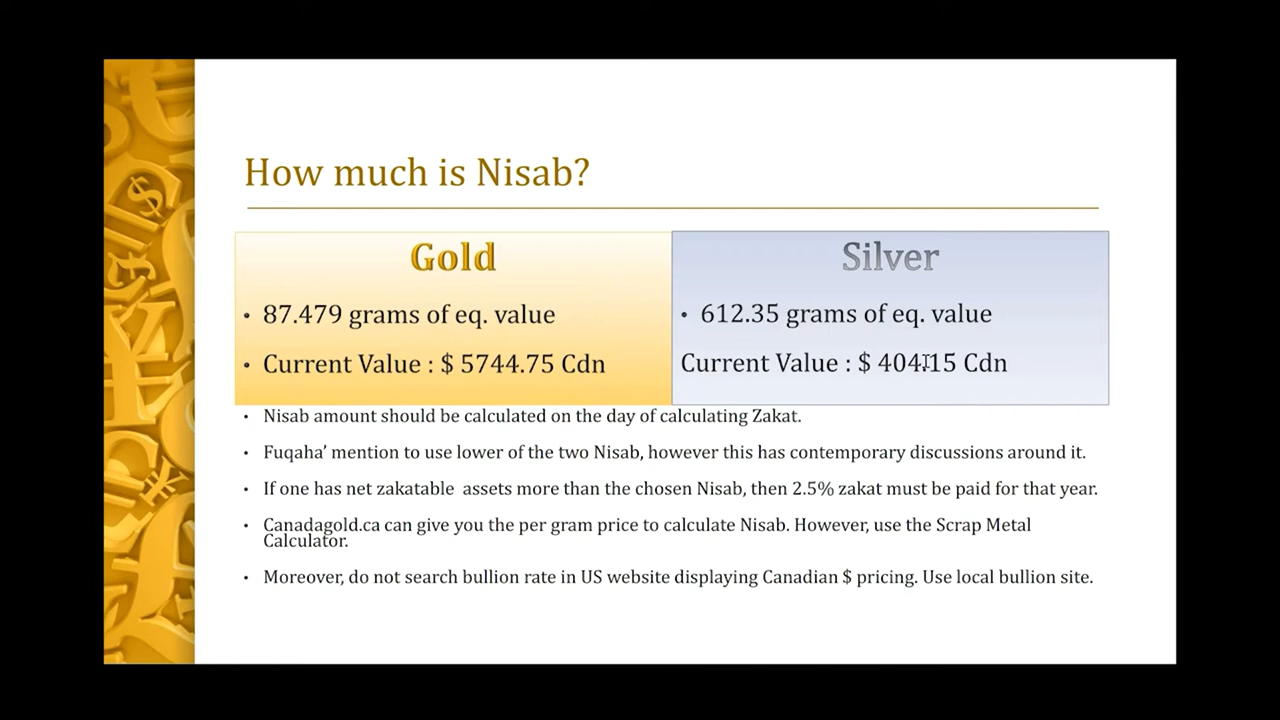 How much is Nisab?
Gold
• 87.479 grams of eq. value
• Current Value : $ 5744.75 Cdn
Silver
• 612.35 grams of eq. value
Current Value : $ 404.15 Cdn
• Nisab amount should be calculated on the day of calculating Zakat.
• Fuqaha’ mention to use lower of the two Nisab, however this has contemporary discussions around it.
• If one has net zakatable assets more than the chosen Nisab, then 2.5% zakat must be paid for that year.
• Canadagold.ca can give you the per gram price to calculate Nisab. However, use the Scrap Metal
Calculator.
• Moreover, do not search bullion rate in US website displaying Canadian $ pricing. Use local bullion site.